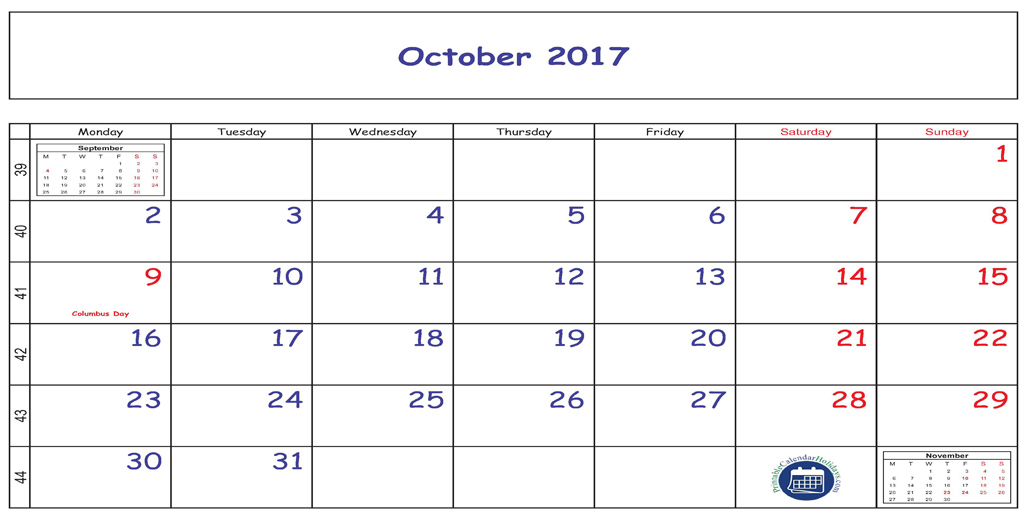 October 2017
Monday Tuesday Wednesday Thursday Friday Saturday Sunday
39
September
M T W T F S S
1 2 3
4 5 6 7 8 9 10
11 12 13 14 15 16 17
18 19 20 21 22 23 24
25 26 27 28 29 30
1
40 2 3 4 5 6 7 8
41 9 10 11 12 13 14 15
Columbus Day
42 16 17 18 19 20 21 22
43 23 24 25 26 27 28 29
44 30 31
PrintableCalendarHolidays.com
November
M T W T F S S
1 2 3 4 5
6 7 8 9 10 11 12
13 14 15 16 17 18 19
20 21 22 23 24 25 26
27 28 29 30